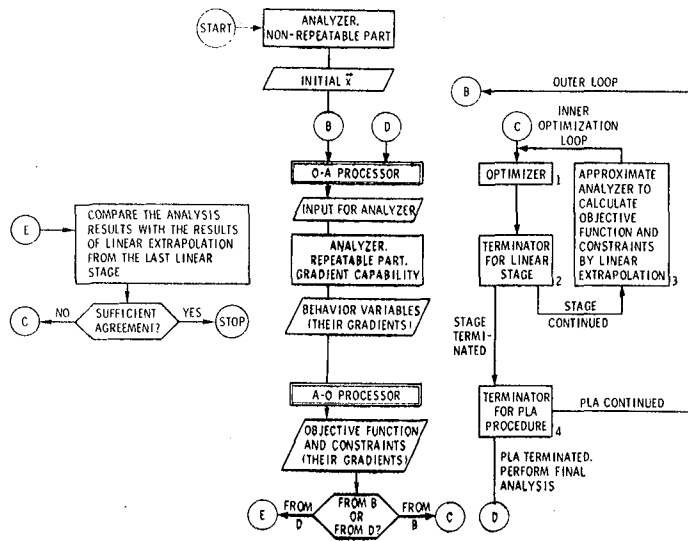 START
ANALYZER,
NON-REPEATABLE PART
INITIAL x
B
D
O-A PROCESSOR
INPUT FOR ANALYZER
ANALYZER,
REPEATABLE PART,
GRADIENT CAPABILITY
BEHAVIOR VARIABLES
(THEIR GRADIENTS)
A-O PROCESSOR
OBJECTIVE FUNCTION
AND CONSTRAINTS
(THEIR GRADIENTS)
FROM B
OR
FROM D?
FROM
D
E
FROM
B
C
E
COMPARE THE ANALYSIS
RESULTS WITH THE RESULTS
OF LINEAR EXTRAPOLATION
FROM THE LAST LINEAR
STAGE
SUFFICIENT
AGREEMENT?
NO
C
YES
STOP
B
OUTER LOOP
C
INNER
OPTIMIZATION
LOOP
OPTIMIZER
1
TERMINATOR
FOR LINEAR
STAGE
2
APPROXIMATE
ANALYZER TO
CALCULATE
OBJECTIVE
FUNCTION AND
CONSTRAINTS
BY LINEAR
EXTRAPOLATION
3
STAGE
CONTINUED
STAGE
TERMI-
NATED
TERMINATOR
FOR PLA
PROCEDURE
4
PLA CONTINUED
PLA TERMINATED.
PERFORM FINAL
ANALYSIS
D